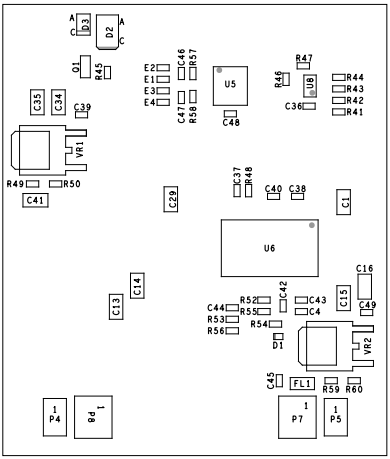 A
D3
C
D2
A
C
Q1
R45
E2
E1
E3
E4
C46
R57
C47
R58
U5
C48
R47
R46
U8
C36
R44
R43
R42
R41
C35
C34
C39
VR1
R49
R50
C41
C29
C37
R48
C40
C38
C1
U6
C16
C15
C49
C14
C13
R52
R55
C42
C43
C4
C44
R53
R56
R54
D1
VR2
C45
FL1
R59
R60
1
P4
1
P8
1
P7
1
P5